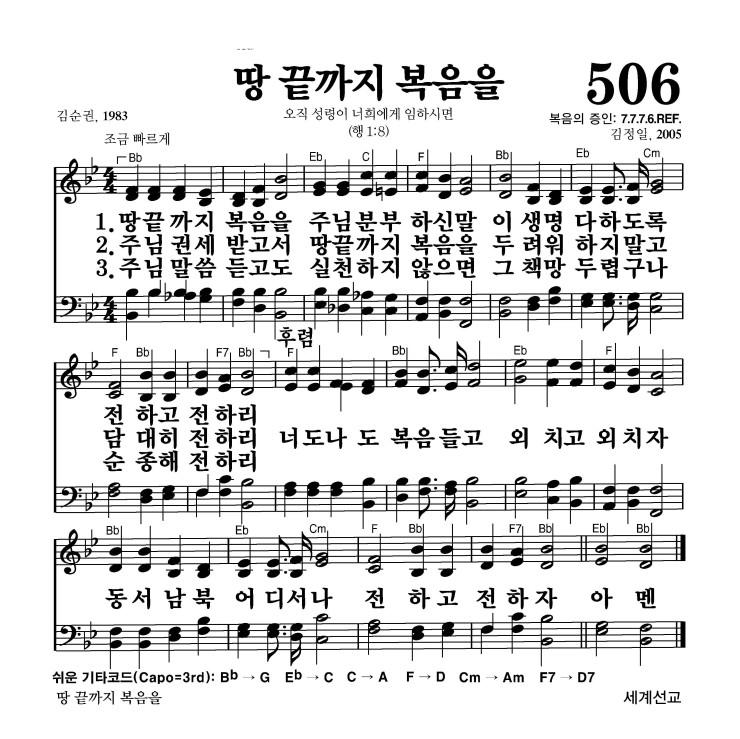 땅 끝까지 복음을 506
김순권, 1983 오직 성령이 너희에게 임하시면 복음의 증인: 7.7.7.6.REF.
(행 1:8) 김정일, 2005
조금 빠르게
Bb Eb C F Bb Eb Cm
1. 땅끝 까지 복음을 주님분부 하신말 이 생명 다하도록
2. 주님 권세 받고서 땅끝까지 복음을 두 려워 하지말고
3. 주님 말씀 듣고도 실천하지 않으면 그 책망 두렵구나
후렴
F Bb F7 Bb F Bb Eb F
전 하고 전하리
담 대히 전하리 너도나 도 복음들고 외 치고 외치자
순 종해 전하리
Bb Eb Cm F Bb F7 Bb Eb Bb
동서 남북 어 디서나 전 하고 전하자 아 멘
쉬운 기타코드(Capo=3rd): Bb → G Eb → C C → A F → D Cm → Am F7 → D7
땅 끝까지 복음을 세계선교